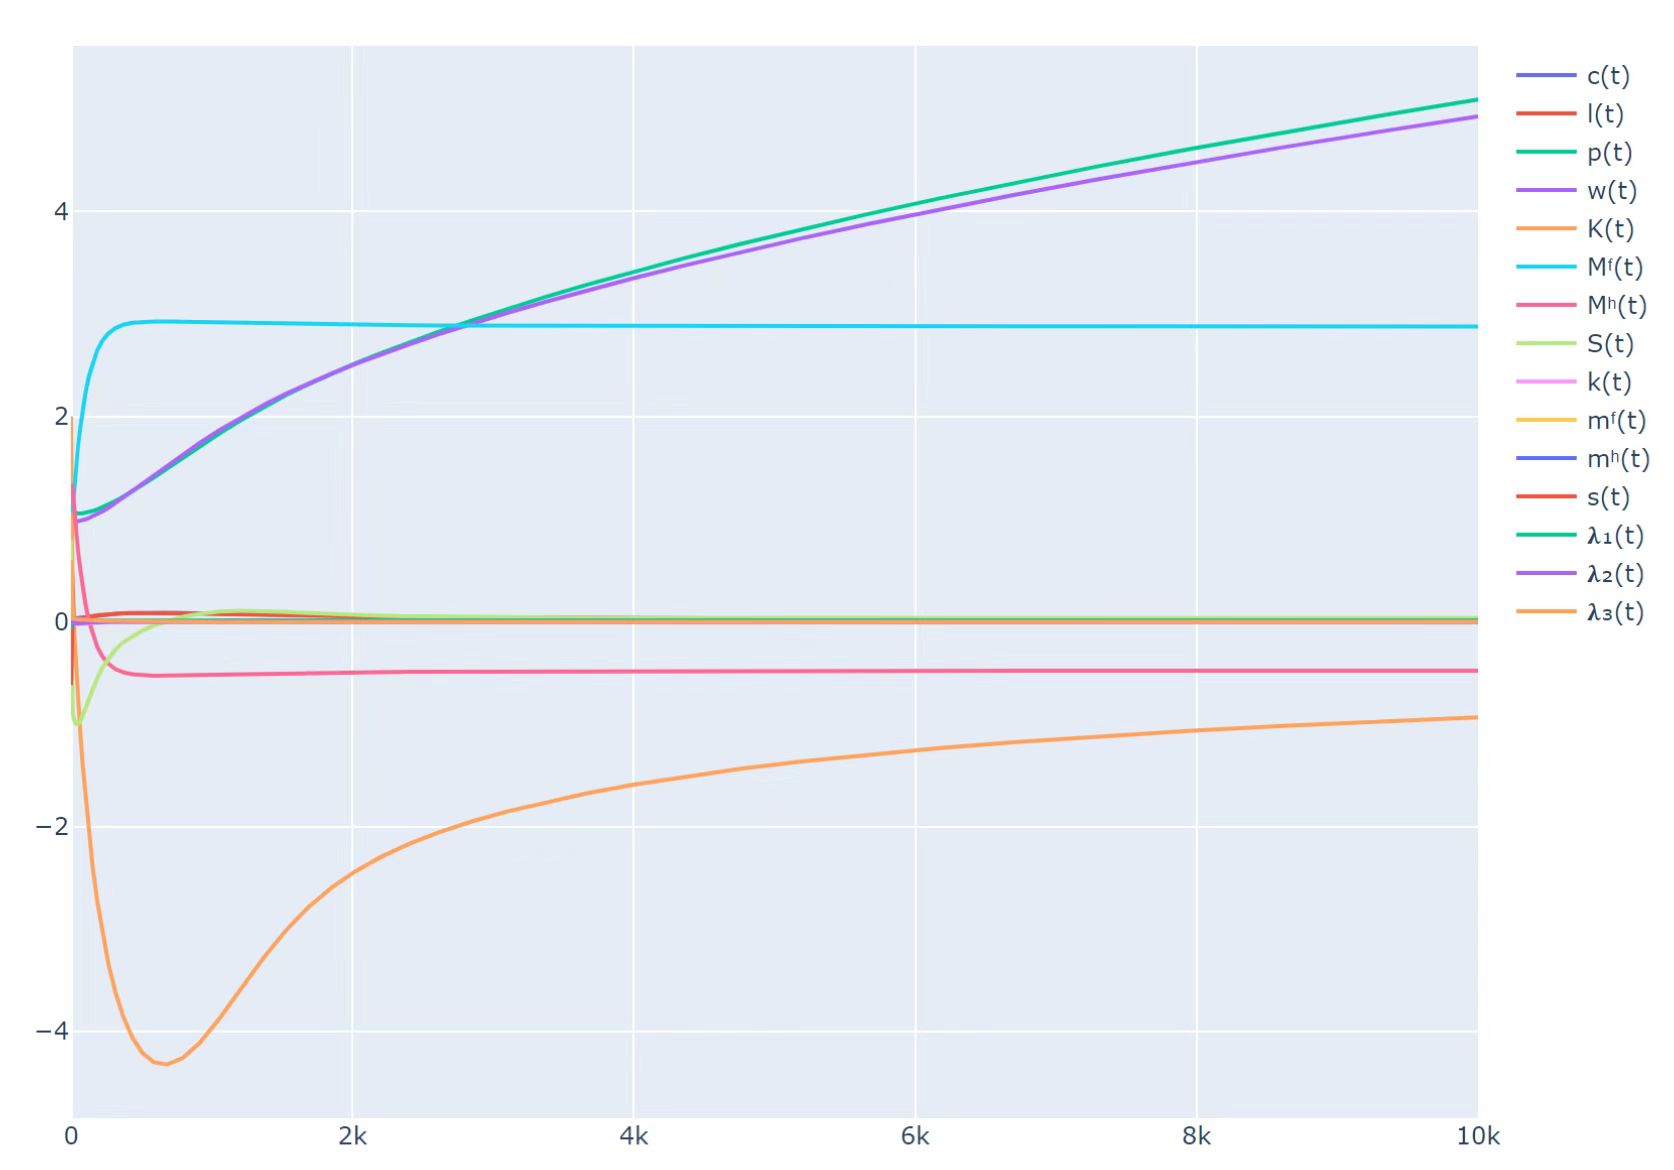 4
2
0
−2
−4
0
2k
4k
6k
8k
10k
c(t)
l(t)
p(t)
w(t)
K(t)
Mᶠ(t)
Mʰ(t)
S(t)
k(t)
mᶠ(t)
mʰ(t)
s(t)
λ₁(t)
λ₂(t)
λ₃(t)